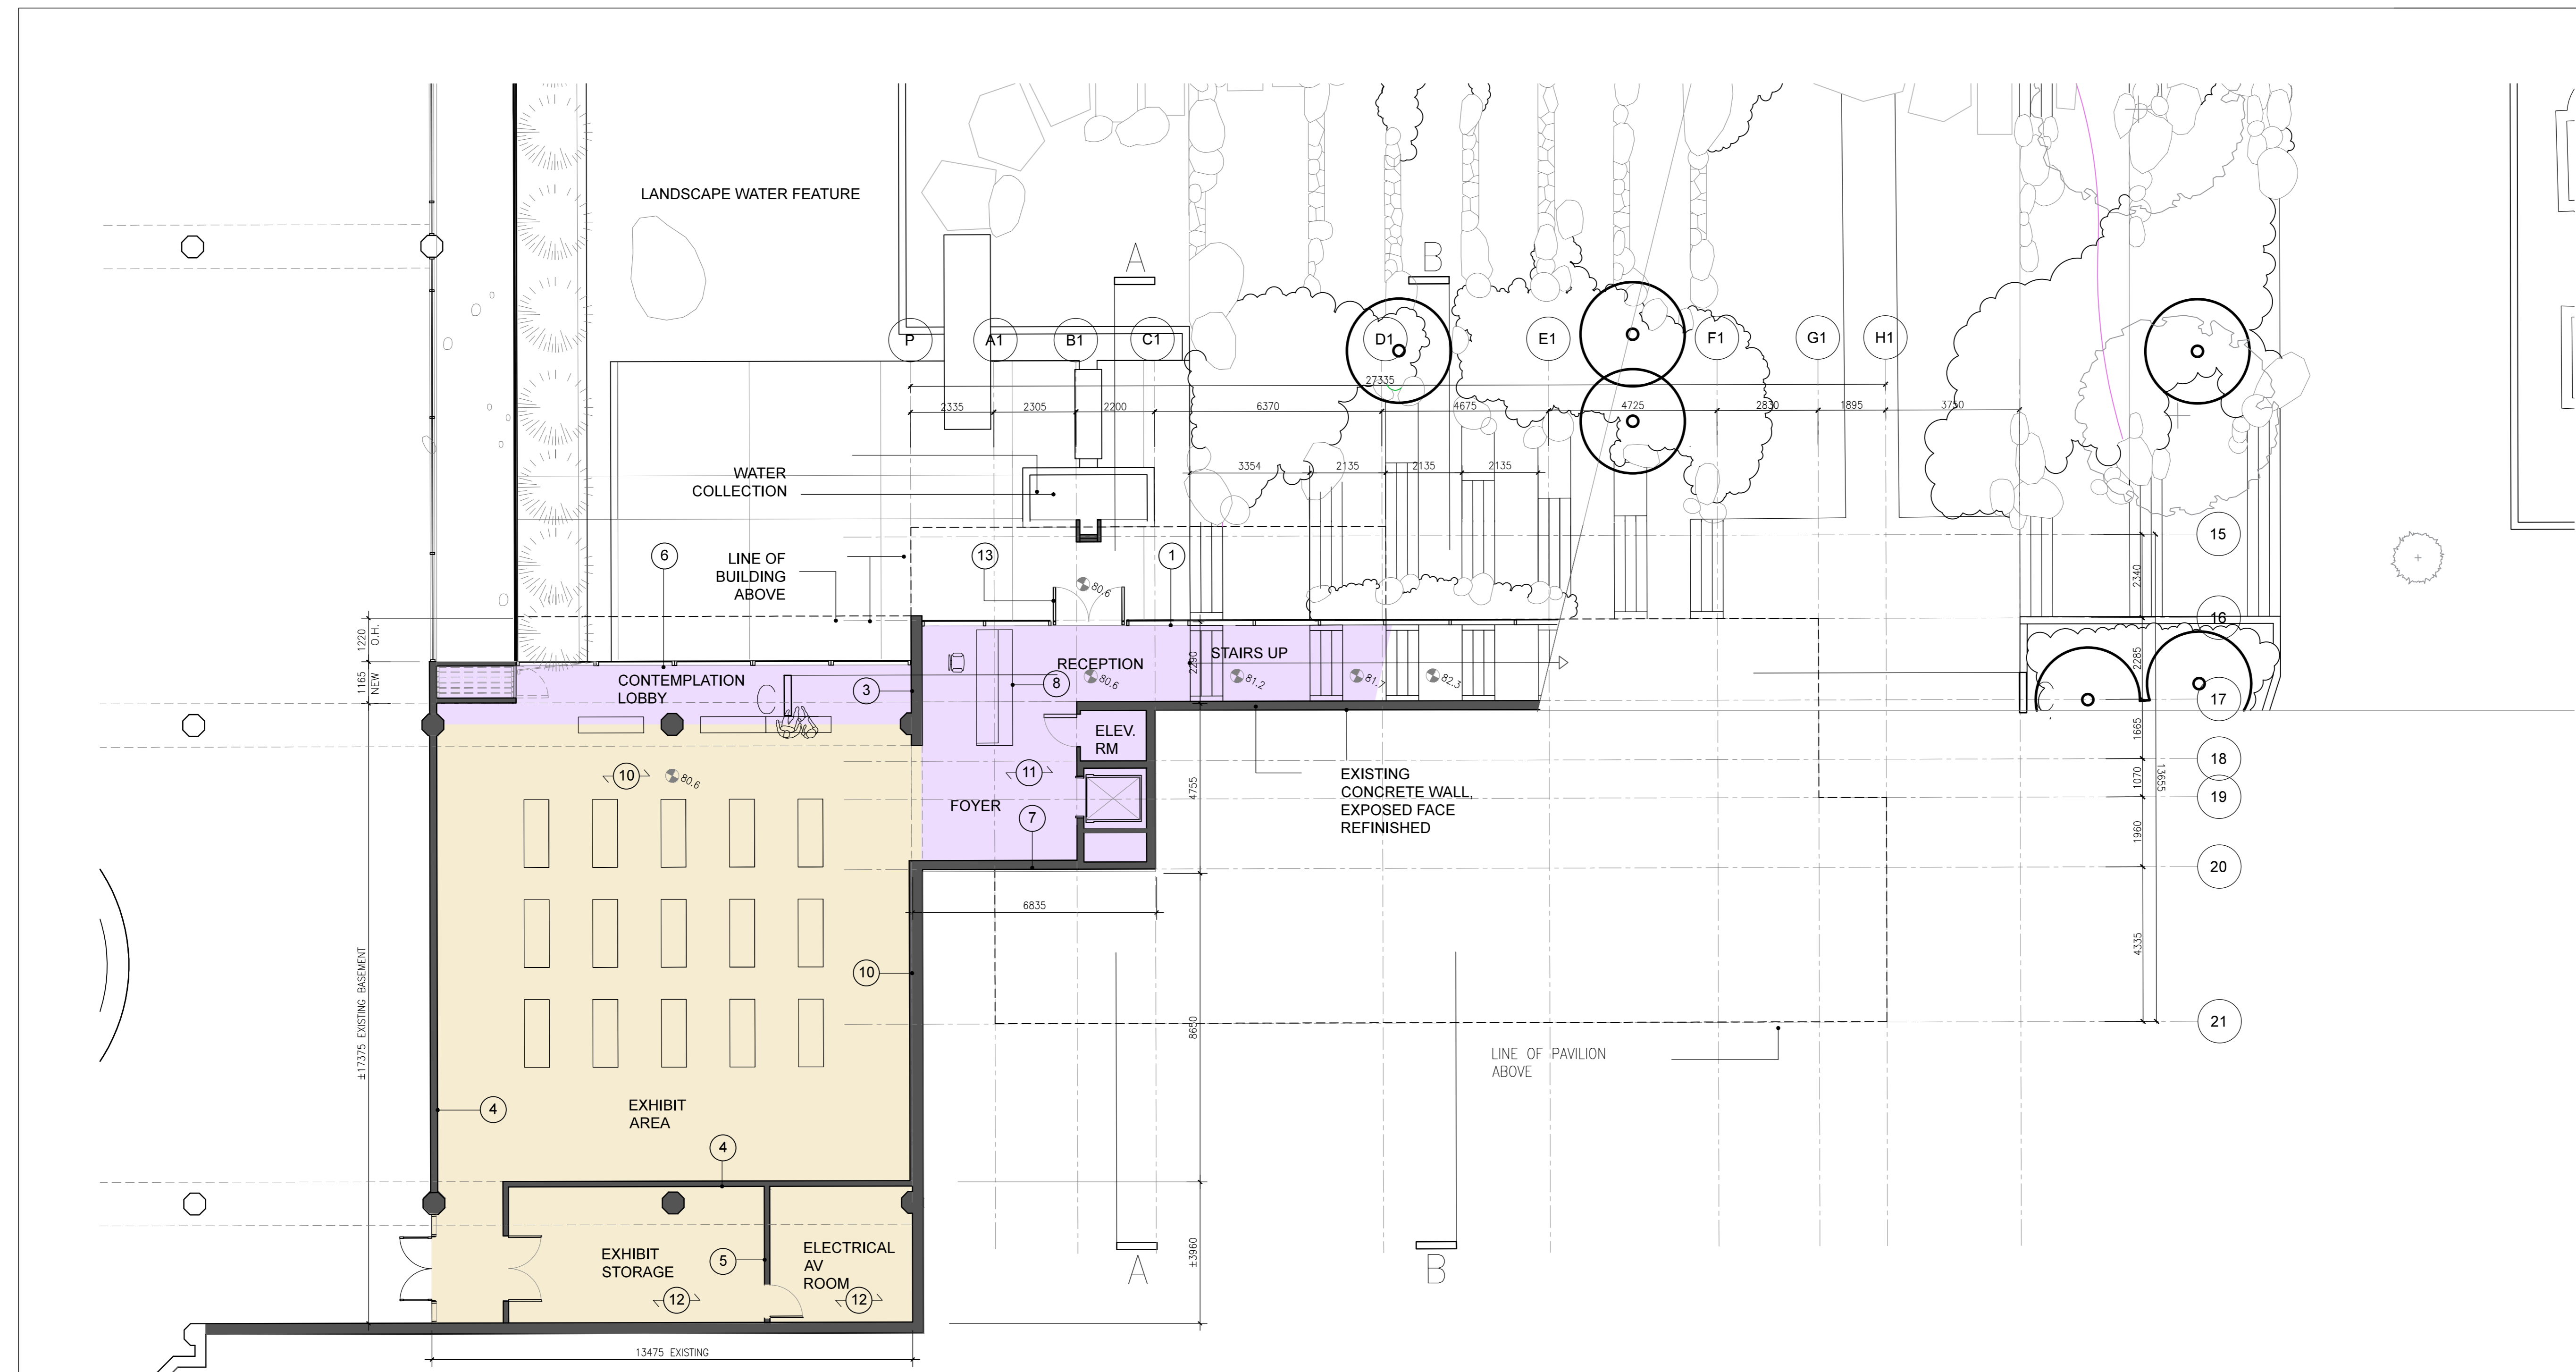 LANDSCAPE WATER FEATURE
A
B
P
A1
B1
C1
D1
E1
F1
G1
H1
27335
2335
2305
2200
6370
4675
4725
2830
1895
3750
3354
2135
2135
2135
WATER
COLLECTION
LINE OF
BUILDING
ABOVE
6
13
1
80.6
15
2340
16
1220
O.H.
1165
NEW
CONTEMPLATION
LOBBY
3
RECEPTION
80.6
8
2290
STAIRS UP
81.2
81.7
82.3
2285
17
1665
ELEV.
RM
10
80.6
11
FOYER
7
4755
EXISTING
CONCRETE WALL,
EXPOSED FACE
REFINISHED
18
1070
13655
19
1960
20
6835
±17375 EXISTING BASEMENT
10
8650
4335
21
LINE OF PAVILION
ABOVE
4
EXHIBIT
AREA
4
EXHIBIT
STORAGE
5
ELECTRICAL
AV
ROOM
12
12
±3960
A
B
13475 EXISTING